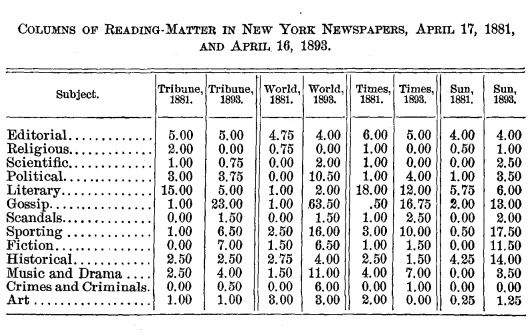 COLUMNS OF READING-MATTER IN NEW YORK NEWSPAPERS, APRIL 17, 1881,
AND APRIL 16, 1893.
Subject. Tribune, 1881. Tribune, 1893. World, 1881. World, 1893. Times, 1881. Times, 1893. Sun, 1881. Sun, 1893.
Editorial.............. 5.00 5.00 4.75 4.00 6.00 5.00 4.00 4.00
Religious.............. 2.00 0.00 0.75 0.00 1.00 0.00 0.50 1.00
Scientific............. 1.00 0.75 0.00 2.00 1.00 0.00 0.00 2.50
Political.............. 3.00 3.75 0.00 10.50 1.00 4.00 1.00 3.50
Literary............... 15.00 5.00 1.00 2.00 18.00 12.00 5.75 6.00
Gossip................. 1.00 23.00 1.00 63.50 .50 16.75 2.00 13.00
Scandals............... 0.00 1.50 0.00 1.50 1.00 2.50 0.00 2.00
Sporting .............. 1.00 6.50 2.50 16.00 3.00 10.00 0.50 17.50
Fiction................ 0.00 7.00 1.50 6.50 1.00 1.50 0.00 11.50
Historical............. 2.50 2.50 2.75 4.00 2.50 1.50 4.25 14.00
Music and Drama .... 2.50 4.00 1.50 11.00 4.00 7.00 0.00 3.50
Crimes and Criminals. 0.00 0.50 0.00 6.00 0.00 1.00 0.00 0.00
Art ................... 1.00 1.00 3.00 3.00 2.00 0.00 0.25 1.25